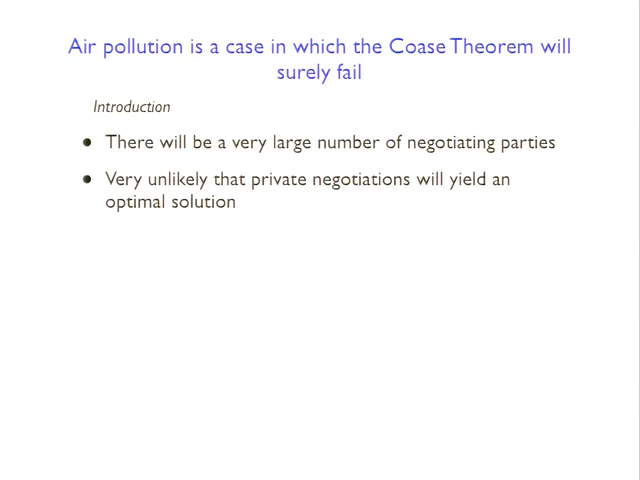 Air pollution is a case in which the Coase Theorem will
surely fail
Introduction
• There will be a very large number of negotiating parties
• Very unlikely that private negotiations will yield an
optimal solution